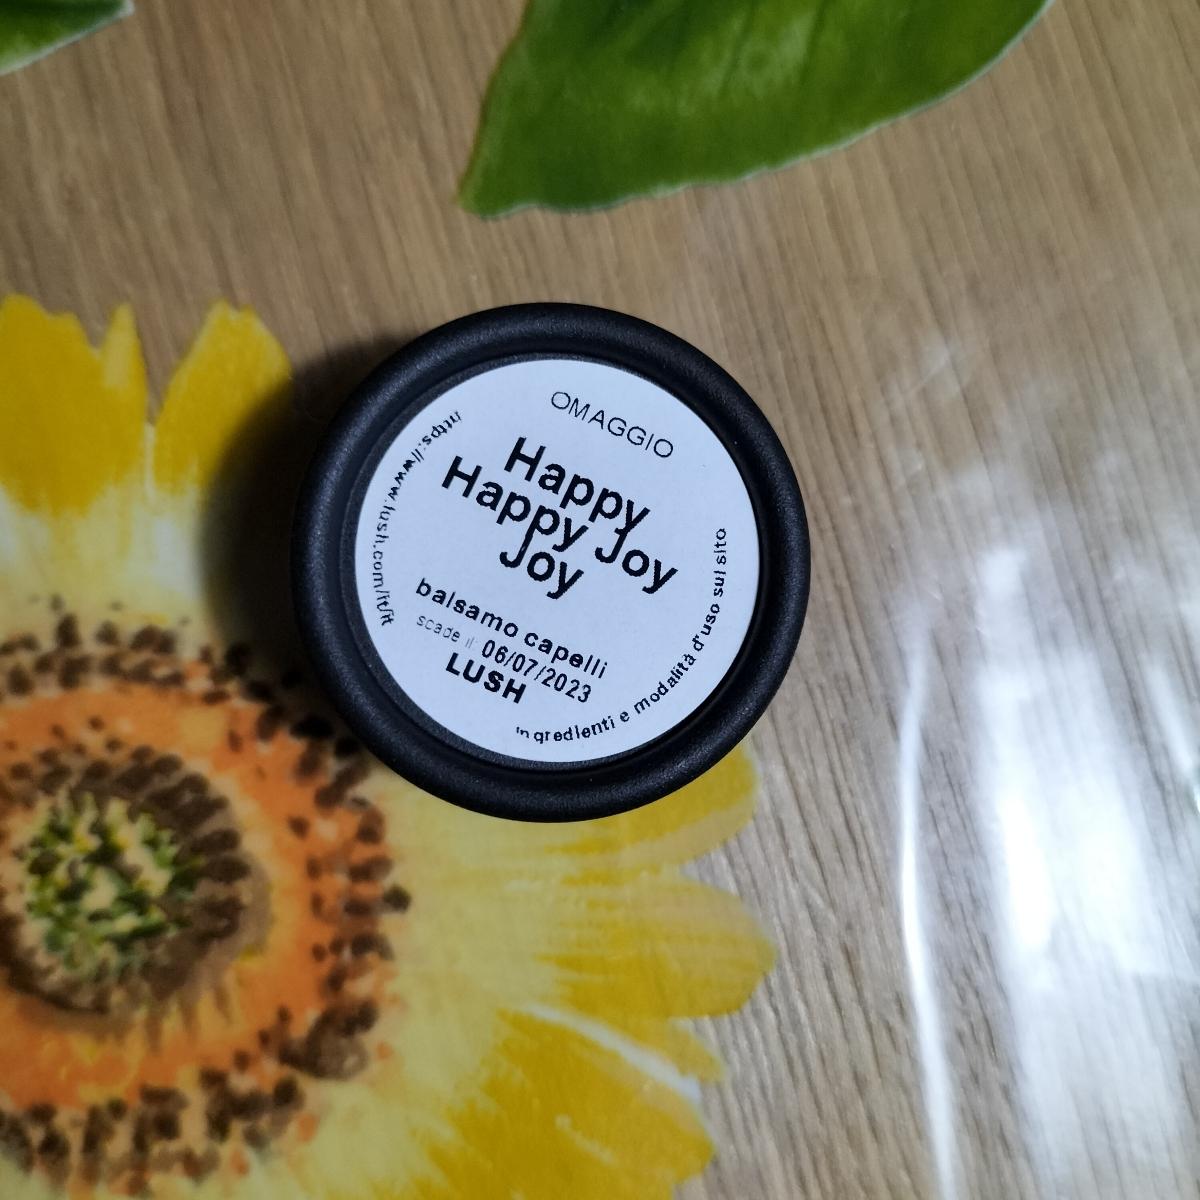 OMAGGIO
Happy
Happy Joy
Joy
balsamo capelli
scade il: 06/07/2023
LUSH
ingredienti e modalità d'uso sul sito
https://www.lush.com/it/it